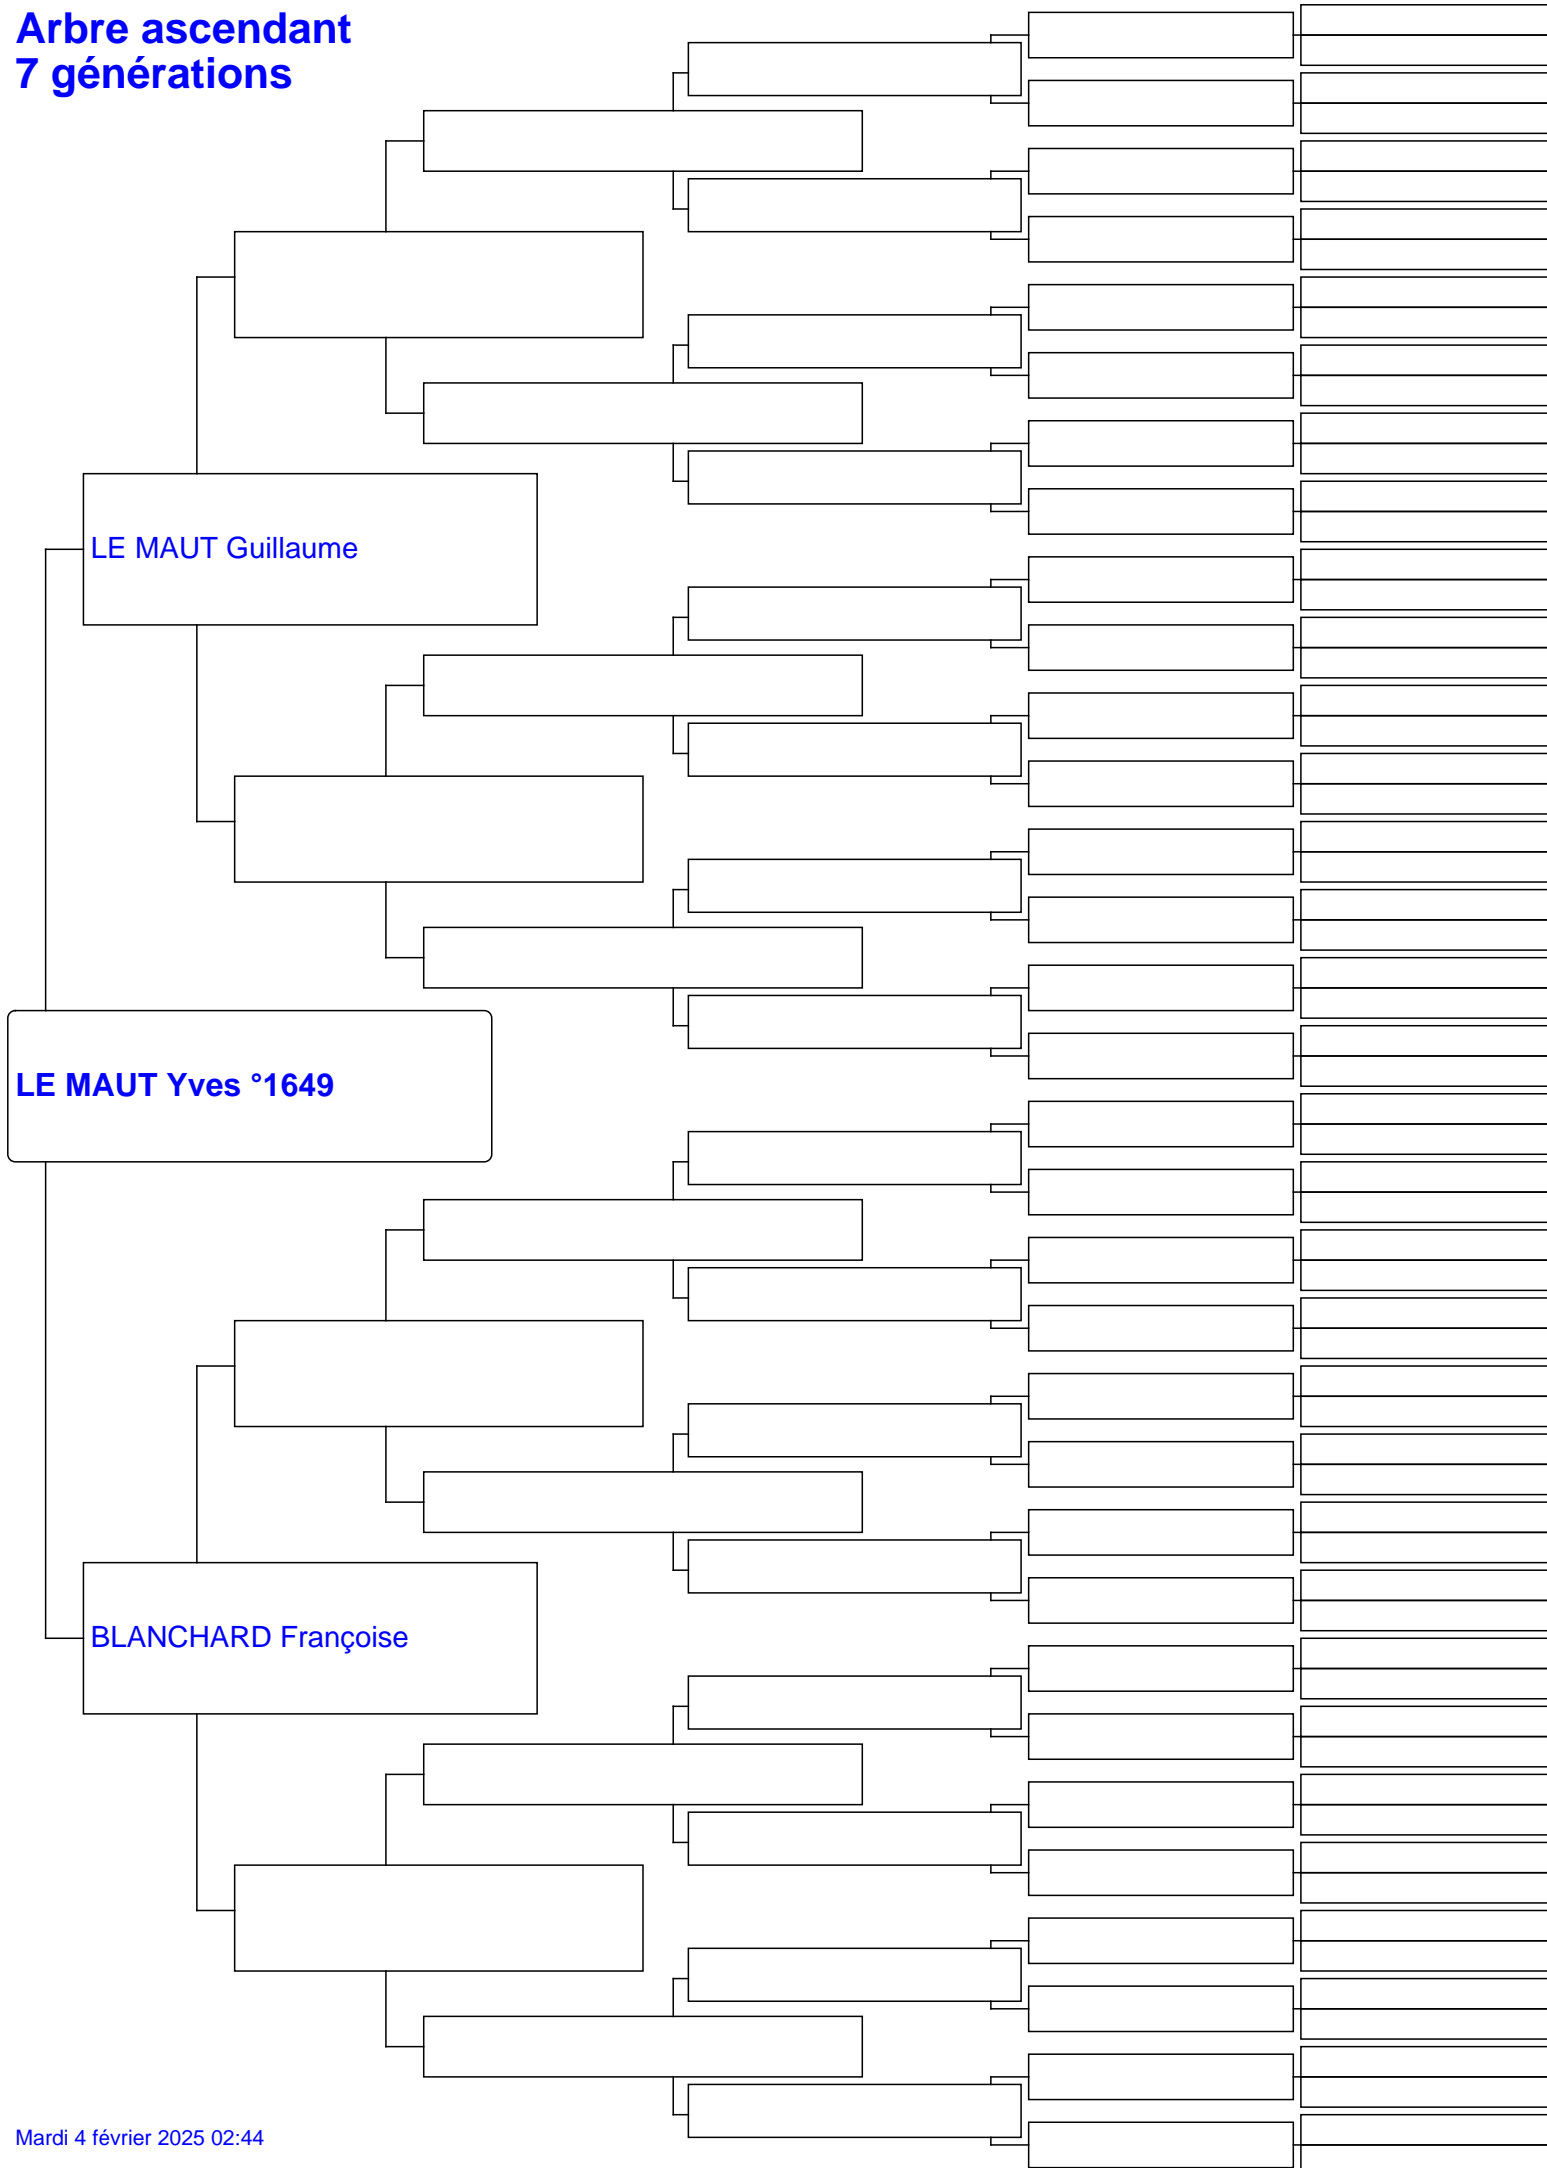 Arbre ascendant
7 générations
LE MAUT Guillaume
LE MAUT Yves °1649
BLANCHARD Françoise
Mardi 4 février 2025 02:44